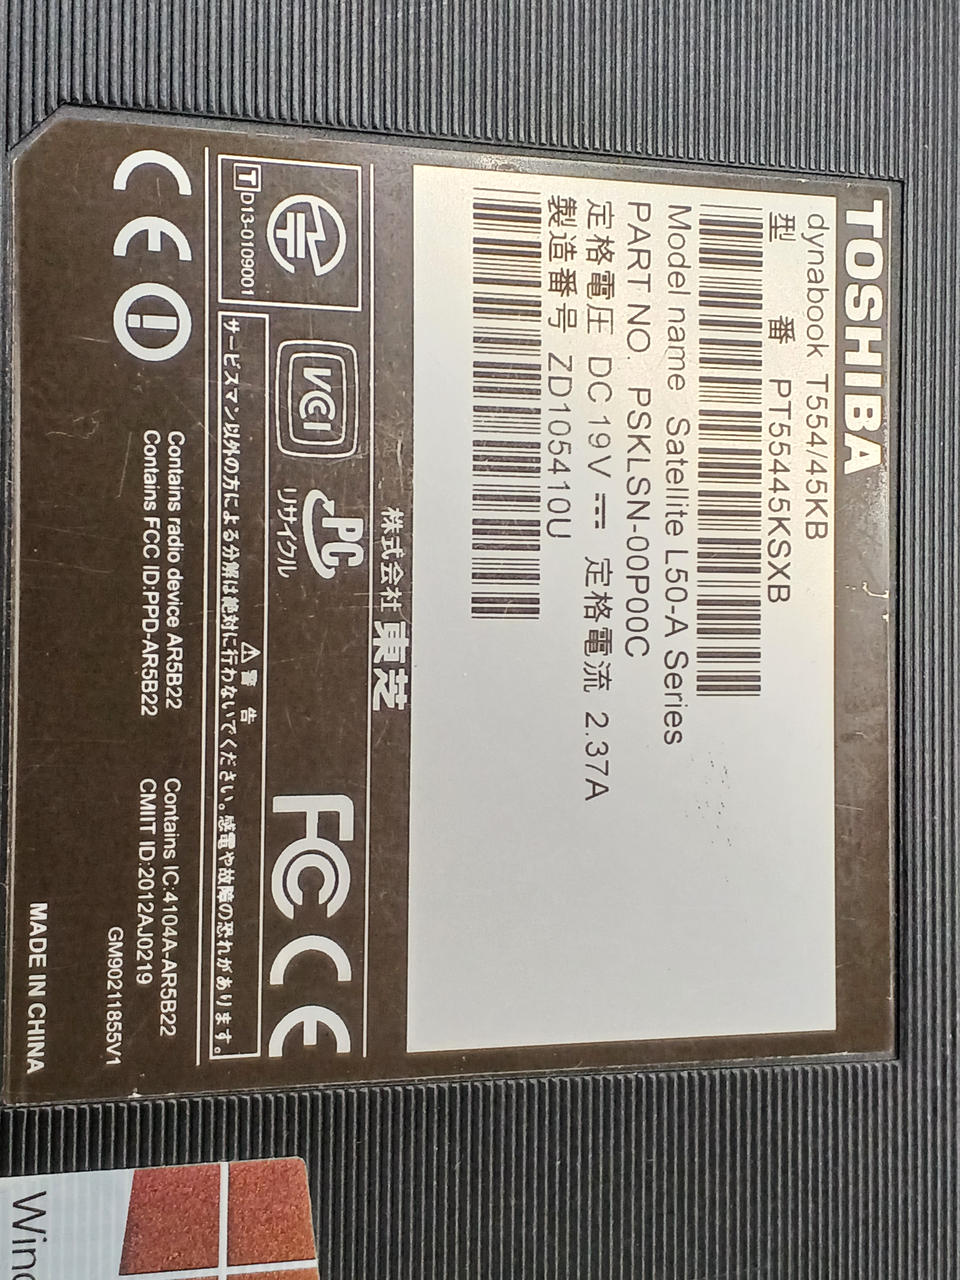 TOSHIBA
dynabook T554/45KB
型 番 PT55445KSXB
Model name Satellite L50-A Series
PART NO. PSKLSN-00P00C
定格電圧 DC19V 定格電流 2.37A
製造番号 ZD105410U
株式会社 東芝
T D13-0109001
VCI
PC
リサイクル
FC CE
⚠警 告
サービスマン以外の方による分解は絶対に行わないでください。感電や故障の恐れがあります。
CE
Contains radio device AR5B22
Contains FCC ID:PPD-AR5B22
Contains IC:4104A-AR5B22
CMIIT ID:2012AJ0219
GM90211855V1
MADE IN CHINA